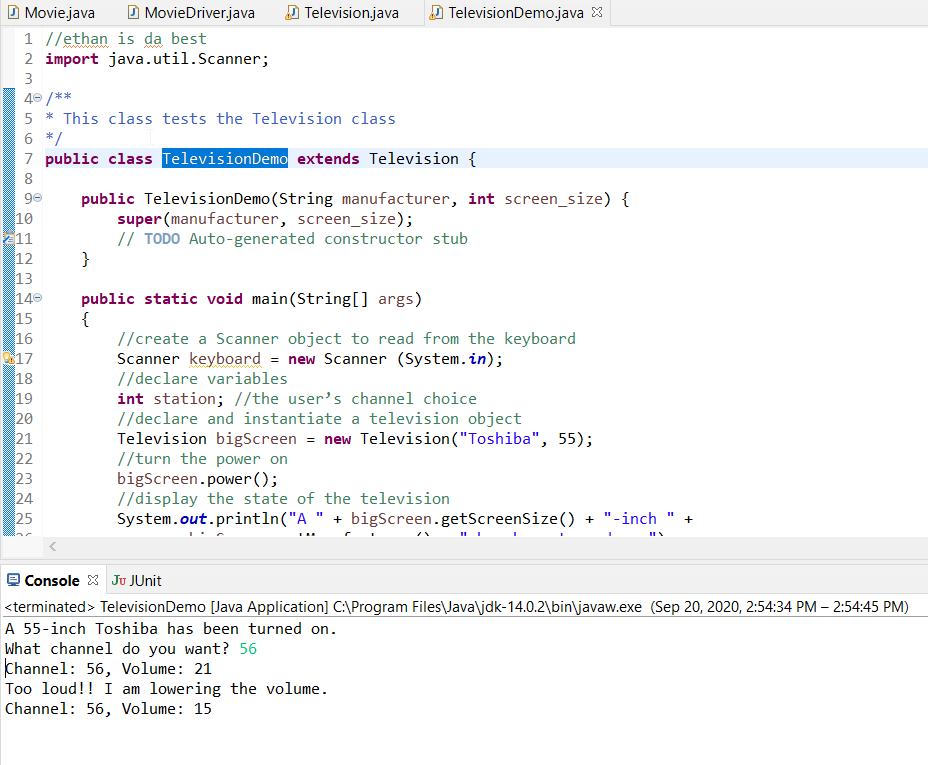 Movie.java MovieDriver.java Television.java TelevisionDemo.java
1 //ethan is da best
2 import java.util.Scanner;
3
4 /**
5 * This class tests the Television class
6 */
7 public class TelevisionDemo extends Television {
8
9 public TelevisionDemo(String manufacturer, int screen_size) {
10 super(manufacturer, screen_size);
11 // TODO Auto-generated constructor stub
12 }
13
14 public static void main(String[] args)
15 {
16 //create a Scanner object to read from the keyboard
17 Scanner keyboard = new Scanner (System.in);
18 //declare variables
19 int station; //the user’s channel choice
20 //declare and instantiate a television object
21 Television bigScreen = new Television("Toshiba", 55);
22 //turn the power on
23 bigScreen.power();
24 //display the state of the television
25 System.out.println("A " + bigScreen.getScreenSize() + "-inch " +
Console JUnit
<terminated> TelevisionDemo [Java Application] C:\Program Files\Java\jdk-14.0.2\bin\javaw.exe (Sep 20, 2020, 2:54:34 PM – 2:54:45 PM)
A 55-inch Toshiba has been turned on.
What channel do you want? 56
Channel: 56, Volume: 21
Too loud!! I am lowering the volume.
Channel: 56, Volume: 15